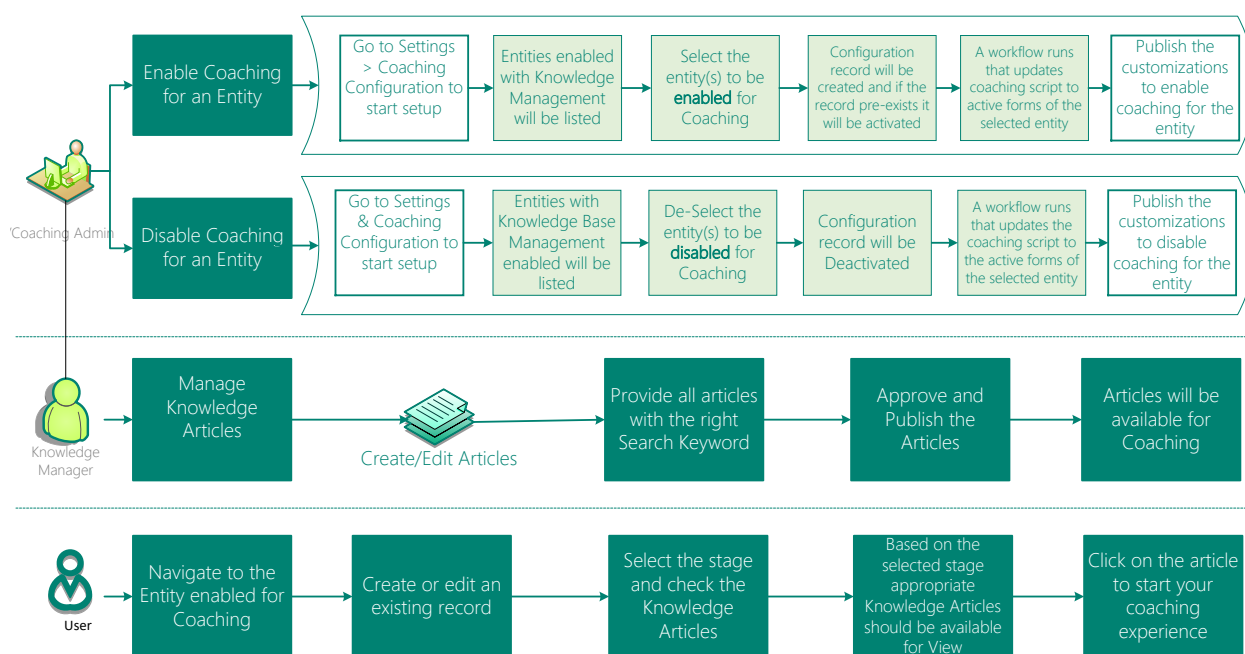 Enable Coaching
for an Entity
Go to Settings
> Coaching
Configuration to
start setup
Entities enabled
with Knowledge
Management
will be listed
Select the
entity(s) to be
enabled for
Coaching
Configuration
record will be
created and if the
record pre-exists it
will be activated
A workflow runs
that updates
coaching script to
active forms of the
selected entity
Publish the
customizations
to enable
coaching for the
entity
'Coaching Admin
Disable Coaching
for an Entity
Go to Settings
& Coaching
Configuration to
start setup
Entities with
Knowledge Base
Management
enabled will be
listed
De-Select the
entity(s) to be
disabled for
Coaching
Configuration
record will be
Deactivated
A workflow runs
that updates the
coaching script to
the active forms of
the selected entity
Publish the
customizations
to disable
coaching for the
entity
Knowledge
Manager
Manage
Knowledge
Articles
Create/Edit Articles
Provide all articles
with the right
Search Keyword
Approve and
Publish the
Articles
Articles will be
available for
Coaching
User
Navigate to the
Entity enabled for
Coaching
Create or edit an
existing record
Select the stage
and check the
Knowledge
Articles
Based on the
selected stage
appropriate
Knowledge Articles
should be available
for View
Click on the article
to start your
coaching
experience